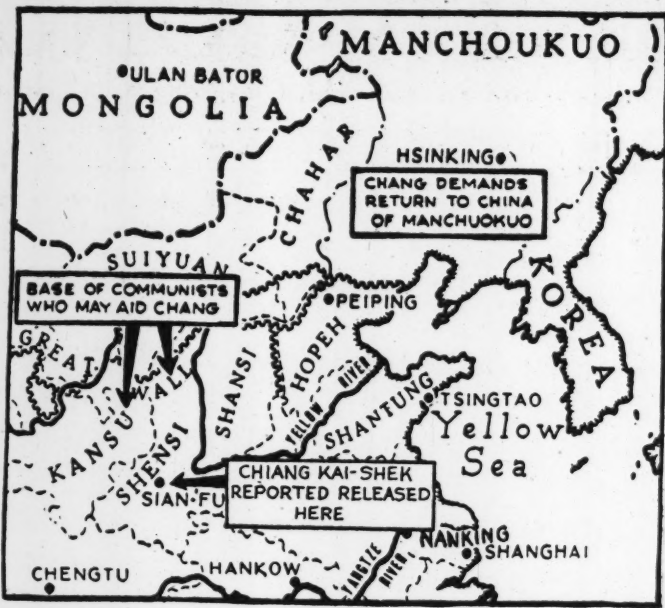 MANCHOUKUO
ULAN BATOR
MONGOLIA
CHAHAR
HSINKING
CHANG DEMANDS
RETURN TO CHINA
OF MANCHUOKUO
SUIYUAN
BASE OF COMMUNISTS
WHO MAY AID CHANG
PEIPING
KOREA
GREAT WALL
HOPEH
SHANSI
YELLOW RIVER
SHANTUNG
TSINGTAO
Yellow
Sea
KANSU
SHENSI
SIAN-FU
CHIANG KAI-SHEK
REPORTED RELEASED
HERE
NANKING
SHANGHAI
YANGTZE RIVER
HANKOW
CHENGTU